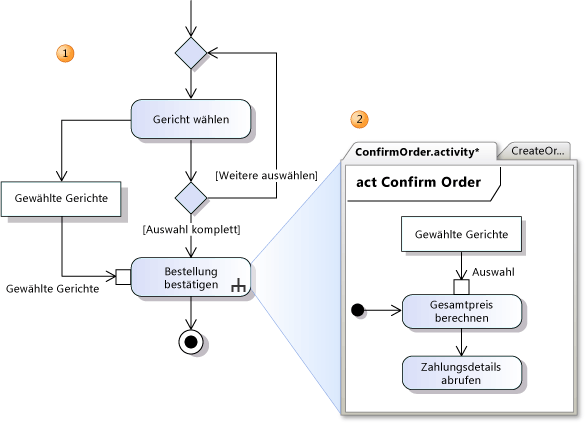 1
Gericht wählen
[Weitere auswählen]
Gewählte Gerichte
[Auswahl komplett]
Gewählte Gerichte
Bestellung
bestätigen
2
ConfirmOrder.activity*
CreateOr...
act Confirm Order
Gewählte Gerichte
Auswahl
Gesamtpreis
berechnen
Zahlungsdetails
abrufen